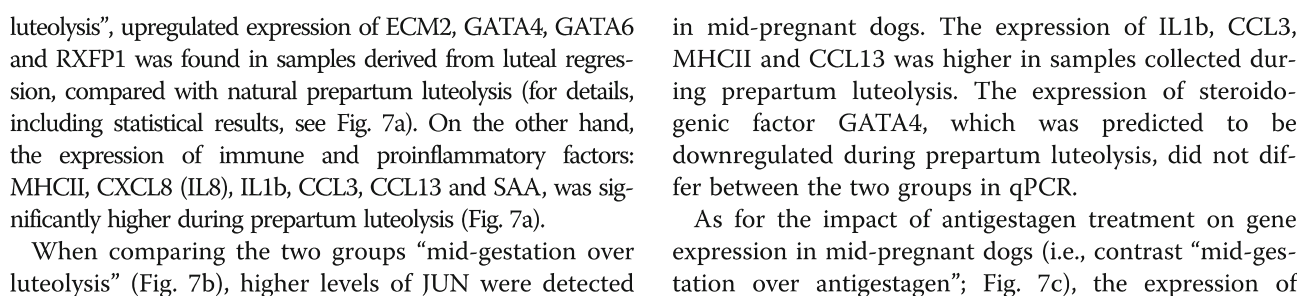 luteolysis”, upregulated expression of ECM2, GATA4, GATA6
and RXFP1 was found in samples derived from luteal regres-
sion, compared with natural prepartum luteolysis (for details,
including statistical results, see Fig. 7a). On the other hand,
the expression of immune and proinflammatory factors:
MHCII, CXCL8 (IL8), IL1b, CCL3, CCL13 and SAA, was sig-
nificantly higher during prepartum luteolysis (Fig. 7a).
When comparing the two groups “mid-gestation over
luteolysis” (Fig. 7b), higher levels of JUN were detected
in mid-pregnant dogs. The expression of IL1b, CCL3,
MHCII and CCL13 was higher in samples collected dur-
ing prepartum luteolysis. The expression of steroido-
genic factor GATA4, which was predicted to be
downregulated during prepartum luteolysis, did not dif-
fer between the two groups in qPCR.
As for the impact of antigestagen treatment on gene
expression in mid-pregnant dogs (i.e., contrast “mid-ges-
tation over antigestagen”; Fig. 7c), the expression of